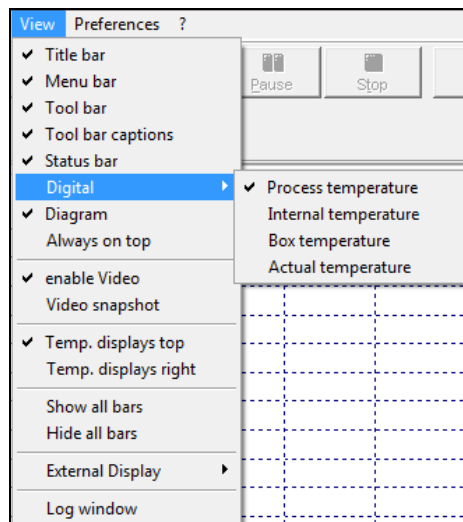 View Preferences ?
Title bar
Menu bar
Tool bar
Tool bar captions
Status bar
Digital
Diagram
Always on top
enable Video
Video snapshot
Temp. displays top
Temp. displays right
Show all bars
Hide all bars
External Display
Log window
Pause Stop
Process temperature
Internal temperature
Box temperature
Actual temperature